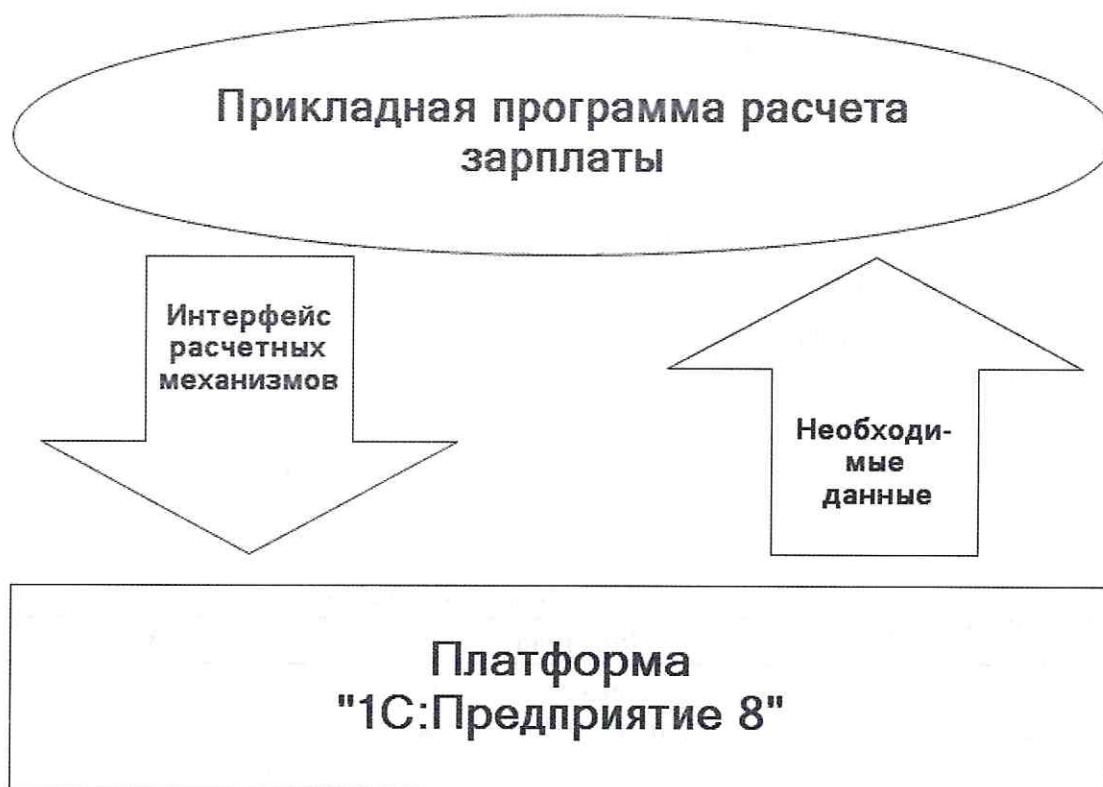 Прикладная программа расчета
зарплаты
Интерфейс
расчетных
механизмов
Необходи-
мые
данные
Платформа
"1С:Предприятие 8"